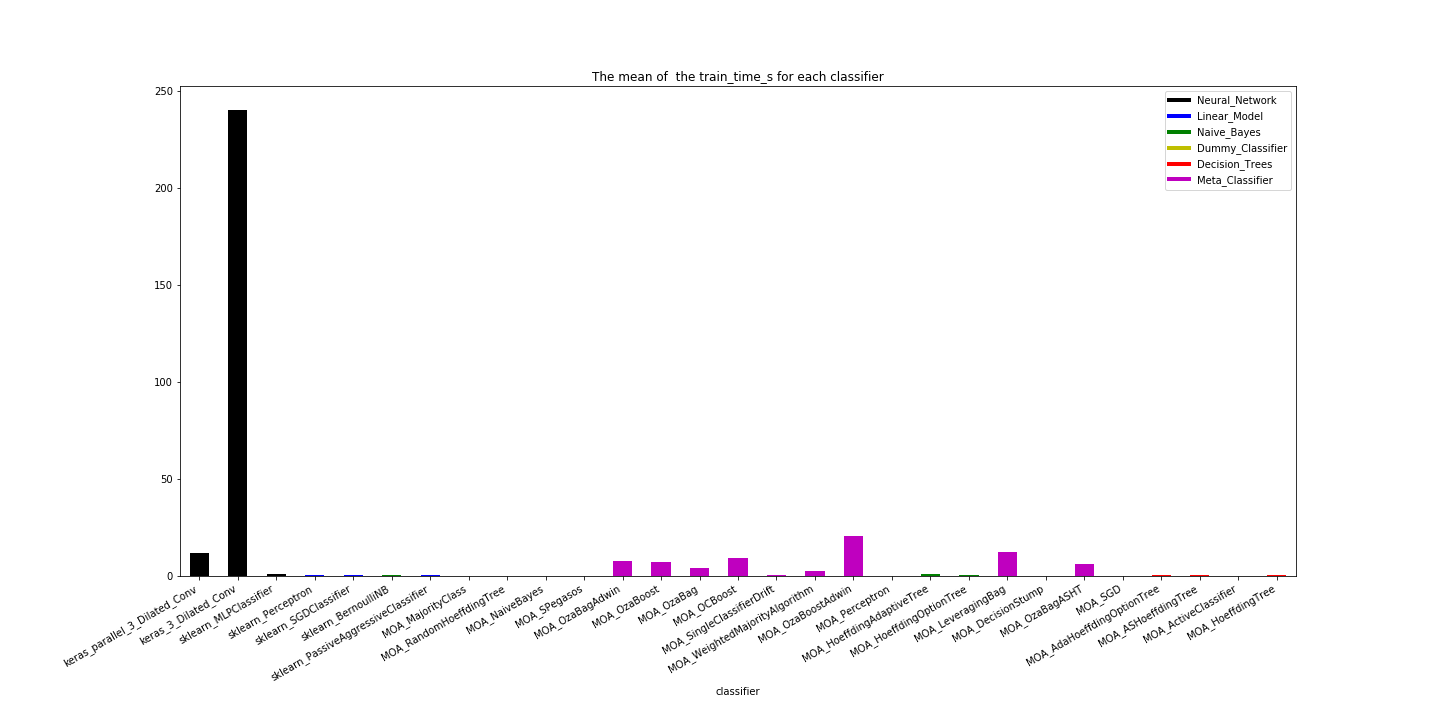 The mean of  the train_time_s for each classifier
250
200
150
100
50
0
Neural_Network
Linear_Model
Naive_Bayes
Dummy_Classifier
Decision_Trees
Meta_Classifier
keras_parallel_3_Dilated_Conv
keras_3_Dilated_Conv
sklearn_MLPClassifier
sklearn_Perceptron
sklearn_SGDClassifier
sklearn_BernoulliNB
sklearn_PassiveAggressiveClassifier
MOA_MajorityClass
MOA_RandomHoeffdingTree
MOA_NaiveBayes
MOA_SPegasos
MOA_OzaBagAdwin
MOA_OzaBoost
MOA_OzaBag
MOA_OCBoost
MOA_SingleClassifierDrift
MOA_WeightedMajorityAlgorithm
MOA_OzaBoostAdwin
MOA_Perceptron
MOA_HoeffdingAdaptiveTree
MOA_HoeffdingOptionTree
MOA_LeveragingBag
MOA_DecisionStump
MOA_OzaBagASHT
MOA_SGD
MOA_AdaHoeffdingOptionTree
MOA_ASHoeffdingTree
MOA_ActiveClassifier
MOA_HoeffdingTree
classifier